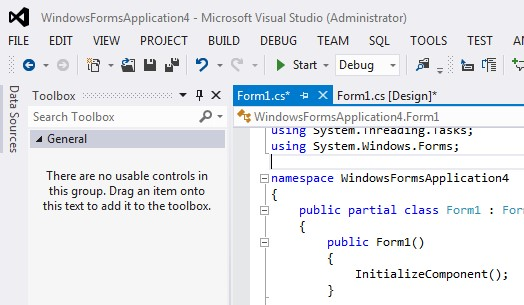 WindowsFormsApplication4 - Microsoft Visual Studio (Administrator)
FILE EDIT VIEW PROJECT BUILD DEBUG TEAM SQL TOOLS TEST
Start Debug
Data Sources
Toolbox
Search Toolbox
General
There are no usable controls in
this group. Drag an item onto
this text to add it to the toolbox.
Form1.cs* Form1.cs [Design]*
WindowsFormsApplication4.Form1
using System.Threading.Tasks;
using System.Windows.Forms;
namespace WindowsFormsApplication4
{
public partial class Form1 : For
{
public Form1()
{
InitializeComponent();
}